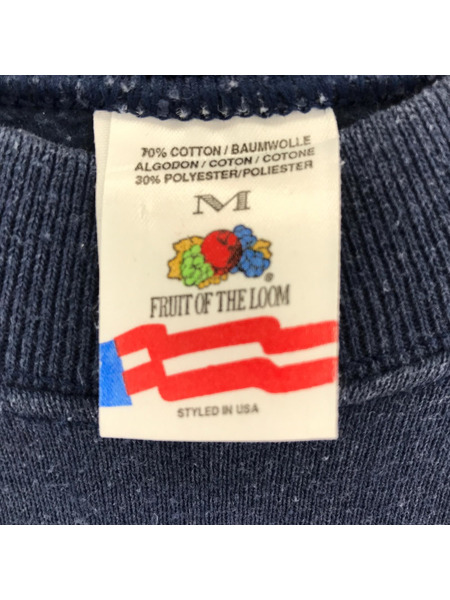 70% COTTON / BAUMWOLLE
ALGODON / COTON / COTONE
30% POLYESTER/POLIESTER
M
®
FRUIT OF THE LOOM
STYLED IN USA